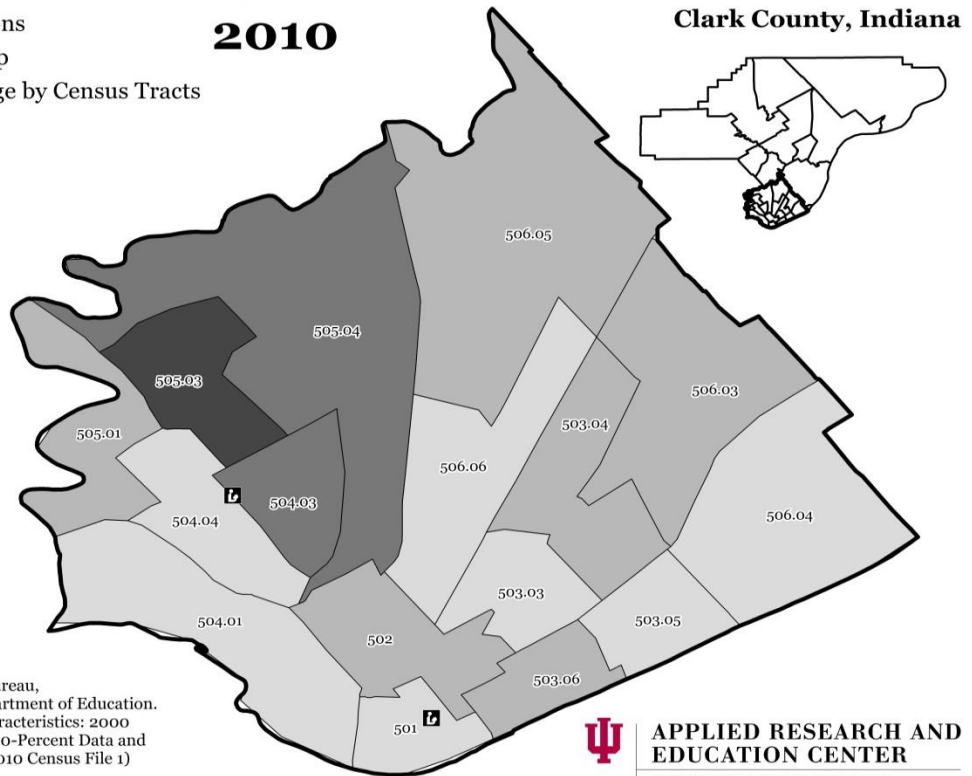 ns
2010
Clark County, Indiana
p
ge by Census Tracts
506.05
505.04
505.03
506.03
505.01
503.04
506.06
504.03
506.04
504.04
503.03
504.01
503.05
502
503.06
501
reau,
artment of Education.
aracteristics: 2000
0-Percent Data and
010 Census File 1)
APPLIED RESEARCH AND
EDUCATION CENTER